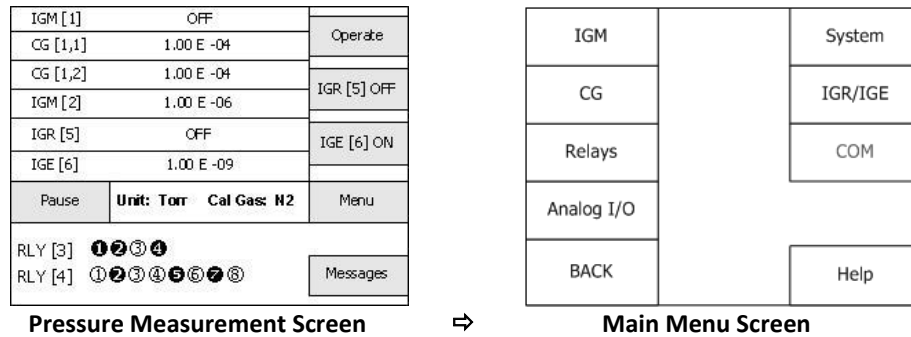 IGM [1] OFF
Operate
CG [1,1] 1.00 E -04
CG [1,2] 1.00 E -04
IGR [5] OFF
IGM [2] 1.00 E -06
IGR [5] OFF
IGE [6] ON
IGE [6] 1.00 E -09
Pause Unit: Torr Cal Gas: N2 Menu
RLY [3] ❶❷③❹
RLY [4] ①❷③④❺⑥❼⑧
Messages
IGM System
CG IGR/IGE
Relays COM
Analog I/O
BACK Help
Pressure Measurement Screen ⇨ Main Menu Screen